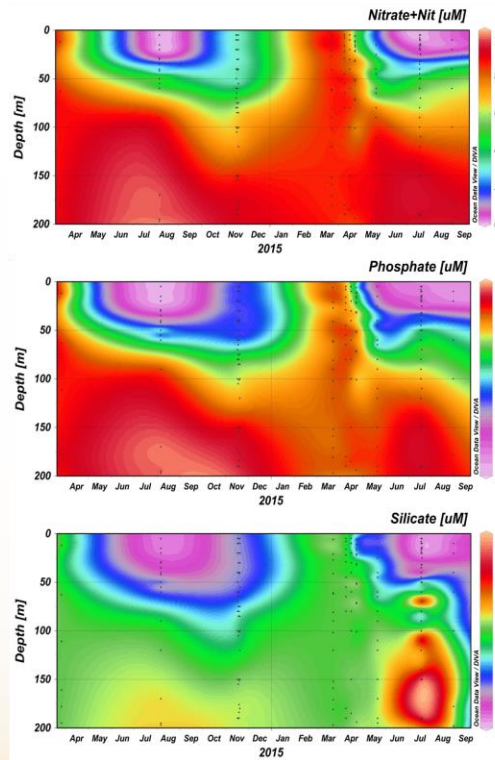 Nitrate+Nit [uM]
0
50
100
150
200
Depth [m]
Apr May Jun Jul Aug Sep Oct Nov Dec Jan Feb Mar Apr May Jun Jul Aug Sep
2015
Ocean Data View / DIVA
Phosphate [uM]
0
50
100
150
200
Depth [m]
Apr May Jun Jul Aug Sep Oct Nov Dec Jan Feb Mar Apr May Jun Jul Aug Sep
2015
Ocean Data View / DIVA
Silicate [uM]
0
50
100
150
200
Depth [m]
Apr May Jun Jul Aug Sep Oct Nov Dec Jan Feb Mar Apr May Jun Jul Aug Sep
2015
Ocean Data View / DIVA